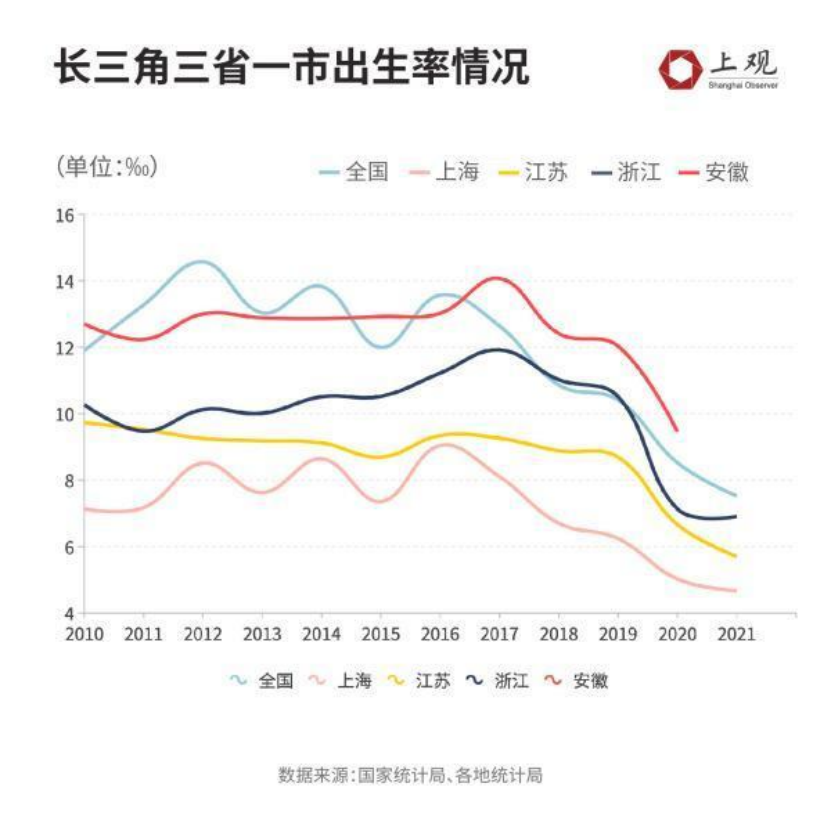 长三角三省一市出生率情况
上观
Shanghai Observer
(单位:‰)
全国 上海 江苏 浙江 安徽
16
14
12
10
8
6
4
2010 2011 2012 2013 2014 2015 2016 2017 2018 2019 2020 2021
全国 上海 江苏 浙江 安徽
数据来源:国家统计局、各地统计局